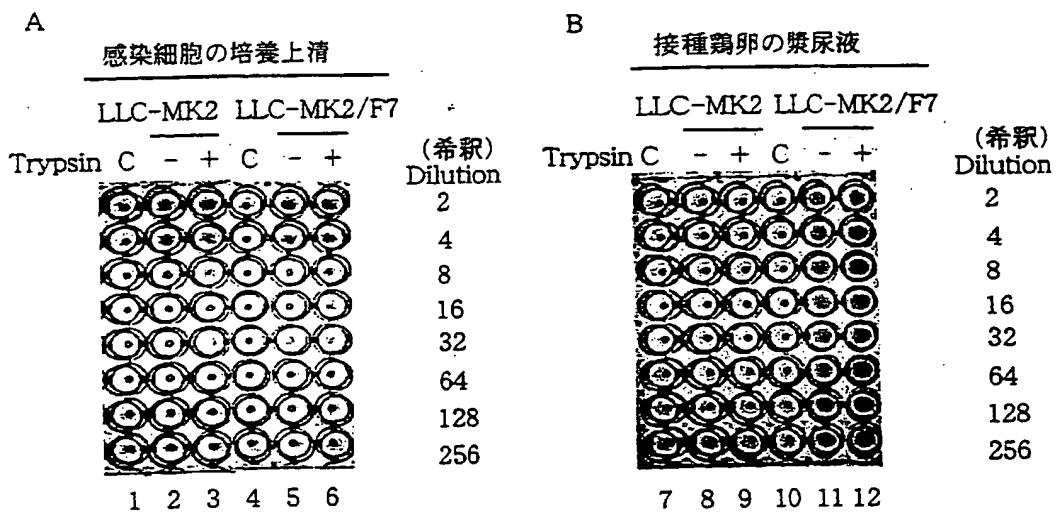 A
感染細胞の培養上清
LLC-MK2 LLC-MK2/F7
Trypsin C - + C - +
(希釈)
Dilution
2
4
8
16
32
64
128
256
1 2 3 4 5 6
B
接種鶏卵の漿尿液
LLC-MK2 LLC-MK2/F7
Trypsin C - + C - +
(希釈)
Dilution
2
4
8
16
32
64
128
256
7 8 9 10 11 12